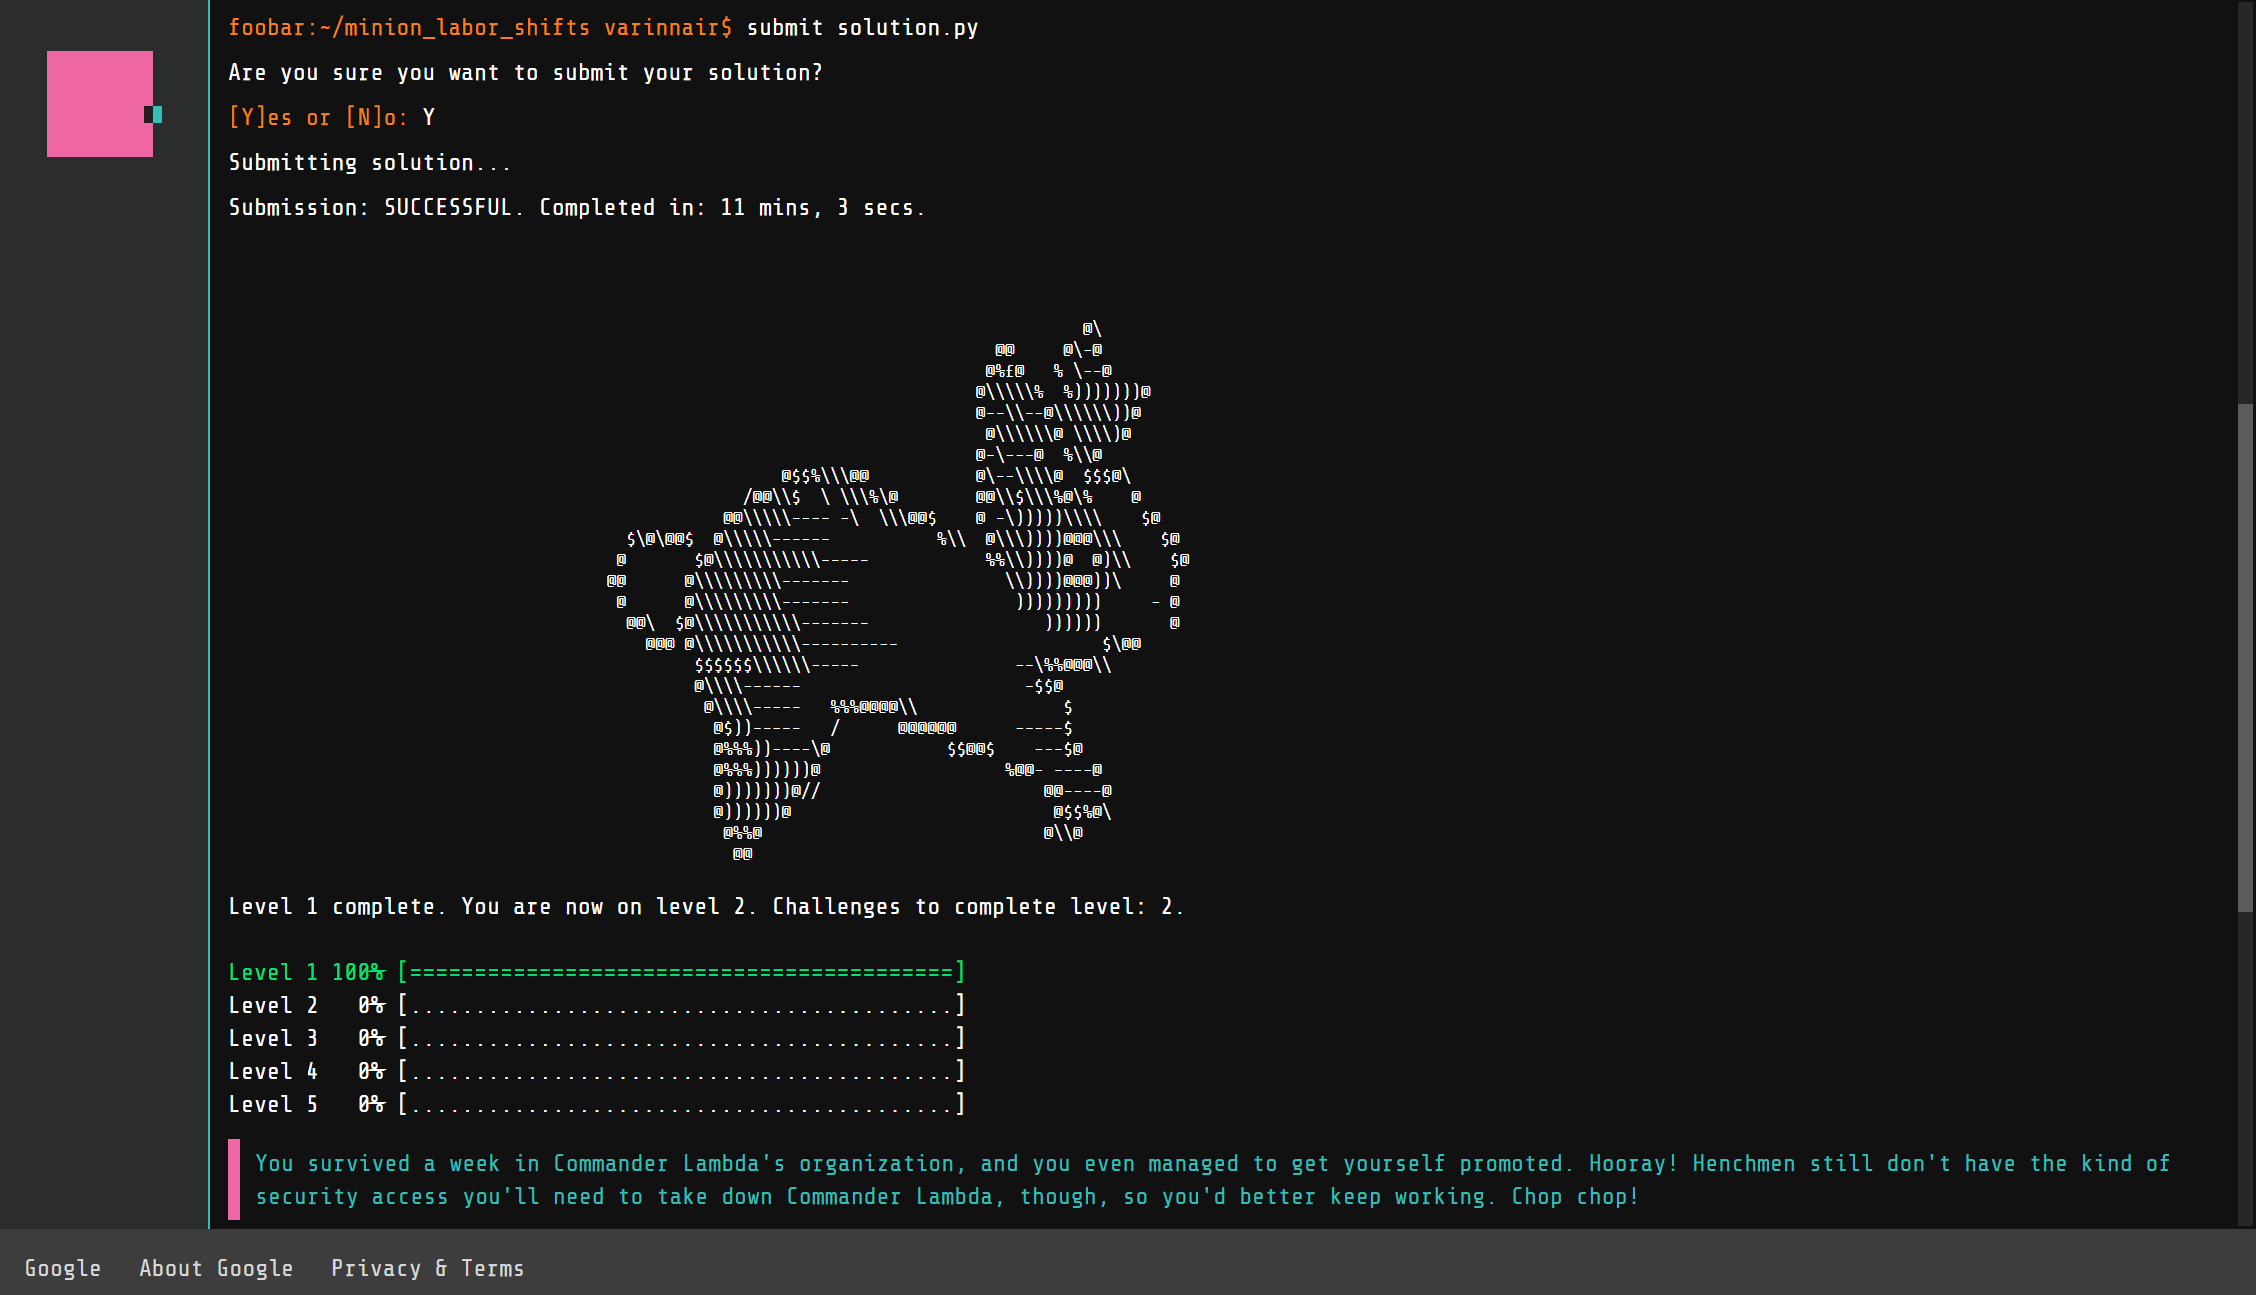 foobar:~/minion_labor_shifts varinnair$ submit solution.py
Are you sure you want to submit your solution?
[Y]es or [N]o: Y
Submitting solution...
Submission: SUCCESSFUL. Completed in: 11 mins, 3 secs.
Level 1 complete. You are now on level 2. Challenges to complete level: 2.
Level 1 100% [==========================================]
Level 2   0% [..........................................]
Level 3   0% [..........................................]
Level 4   0% [..........................................]
Level 5   0% [..........................................]
You survived a week in Commander Lambda's organization, and you even managed to get yourself promoted. Hooray! Henchmen still don't have the kind of
security access you'll need to take down Commander Lambda, though, so you'd better keep working. Chop chop!
Google   About Google   Privacy & Terms